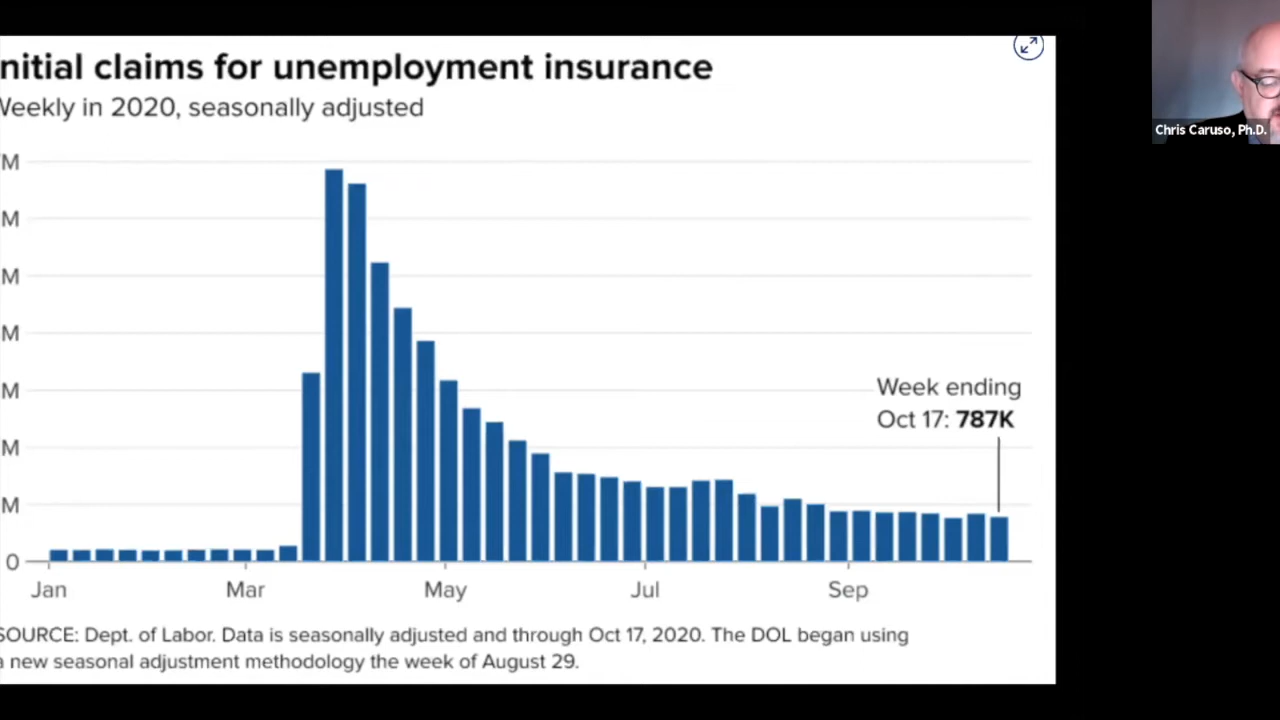 nitial claims for unemployment insurance
Weekly in 2020, seasonally adjusted
M
M
M
M
M
M
M
0
Week ending
Oct 17: 787K
Jan Mar May Jul Sep
SOURCE: Dept. of Labor. Data is seasonally adjusted and through Oct 17, 2020. The DOL began using
a new seasonal adjustment methodology the week of August 29.
Chris Caruso, Ph.D.